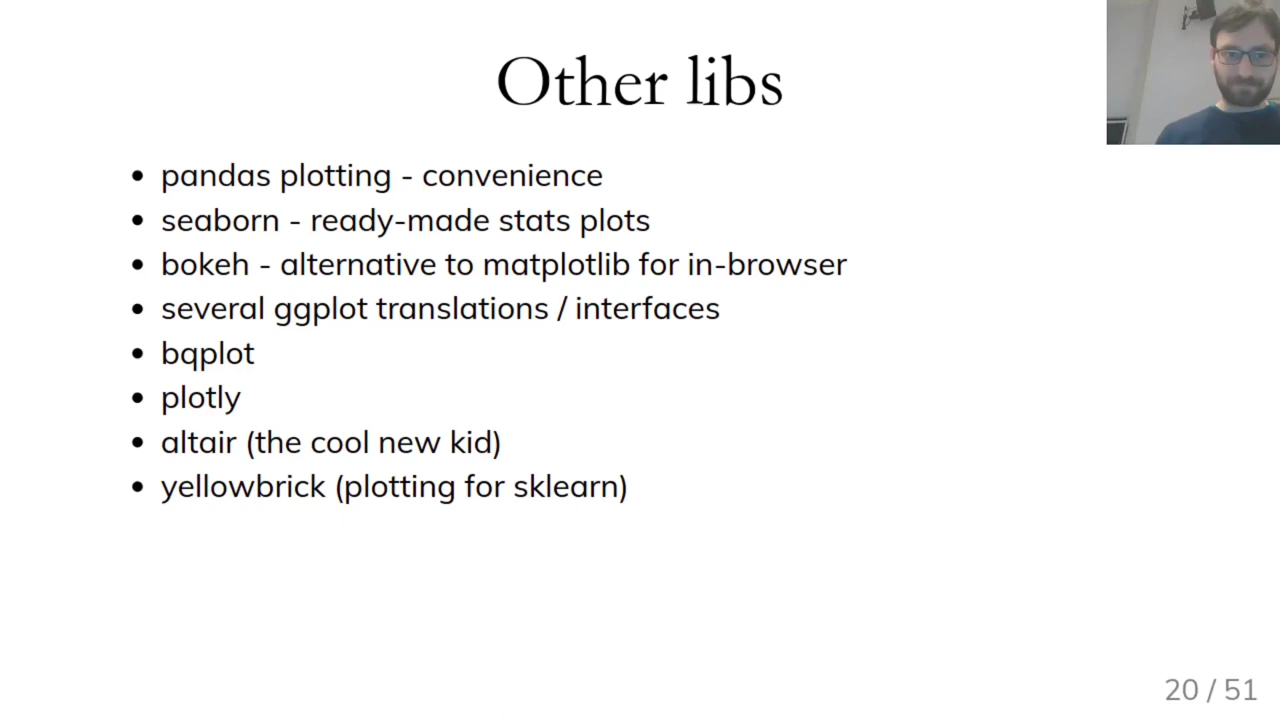 Other libs
• pandas plotting - convenience
• seaborn - ready-made stats plots
• bokeh - alternative to matplotlib for in-browser
• several ggplot translations / interfaces
• bqplot
• plotly
• altair (the cool new kid)
• yellowbrick (plotting for sklearn)
20 / 51